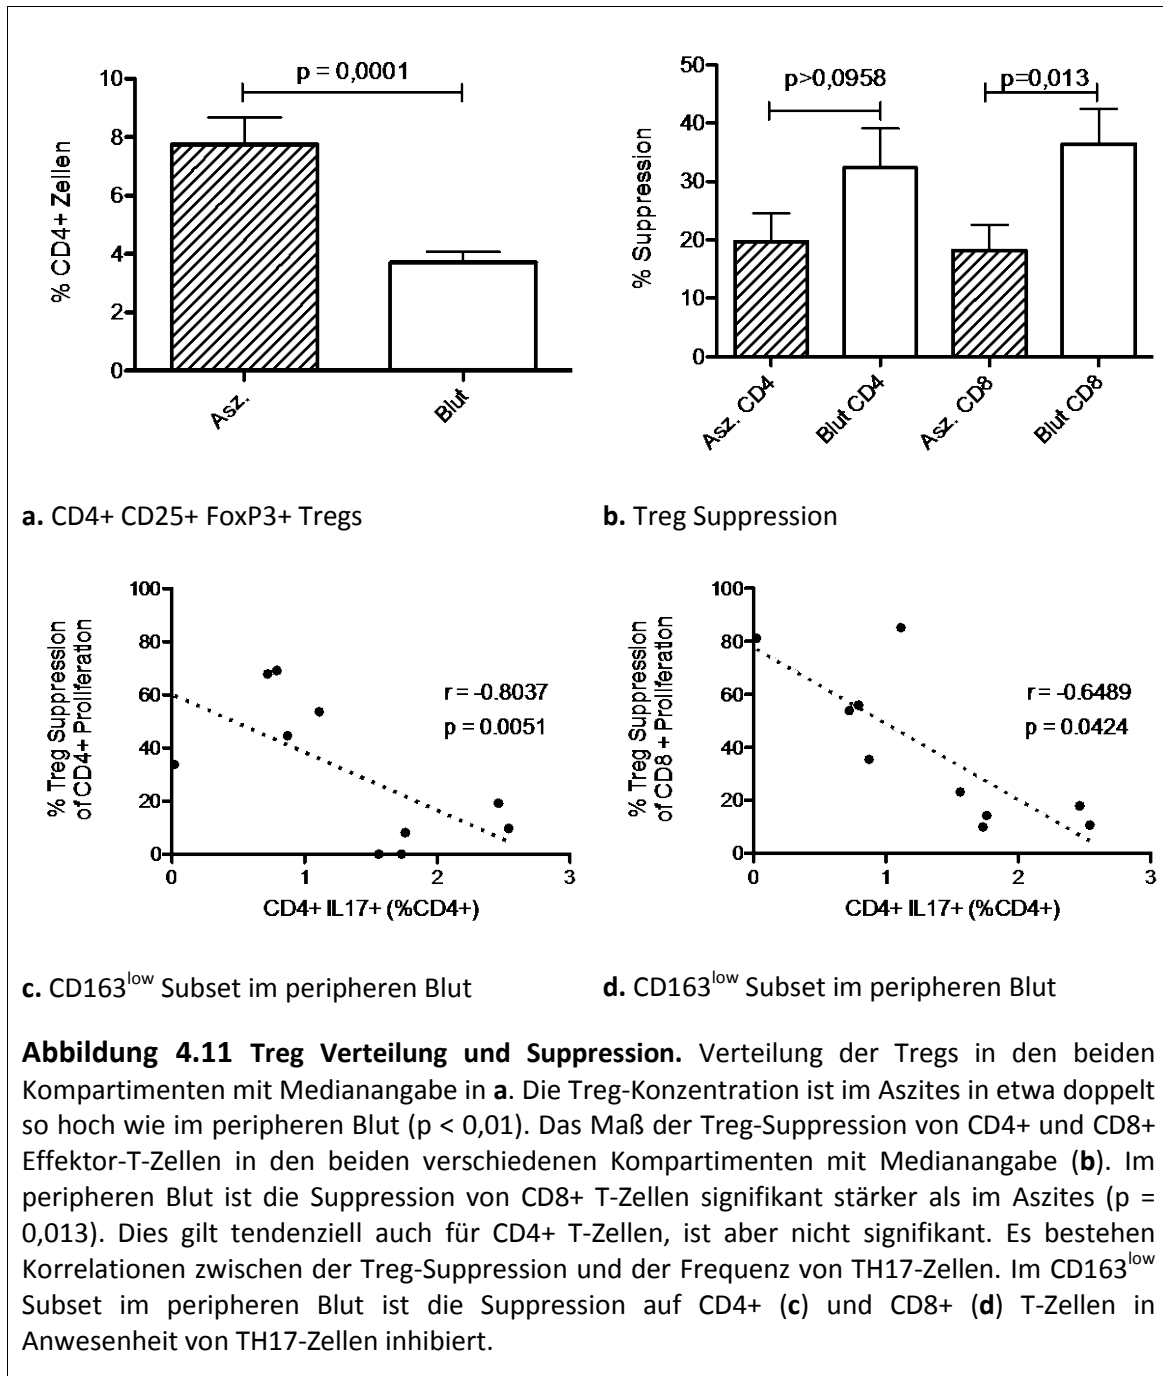 p = 0,0001
10
8
6
4
2
0
% CD4+ Zellen
Asz.
Blut
p>0,0958
p=0,013
50
40
30
20
10
0
% Suppression
Asz. CD4
Blut CD4
Asz. CD8
Blut CD8
a. CD4+ CD25+ FoxP3+ Tregs
b. Treg Suppression
100
80
60
40
20
0
% Treg Suppression
of CD4+ Proliferation
r = -0.8037
p = 0.0051
0 1 2 3
CD4+ IL17+ (%CD4+)
100
80
60
40
20
0
% Treg Suppression
of CD8 + Proliferation
r = -0.6489
p = 0.0424
0 1 2 3
CD4+ IL17+ (%CD4+)
c. CD163low Subset im peripheren Blut
d. CD163low Subset im peripheren Blut
Abbildung 4.11 Treg Verteilung und Suppression. Verteilung der Tregs in den beiden
Kompartimenten mit Medianangabe in a. Die Treg-Konzentration ist im Aszites in etwa doppelt
so hoch wie im peripheren Blut (p < 0,01). Das Maß der Treg-Suppression von CD4+ und CD8+
Effektor-T-Zellen in den beiden verschiedenen Kompartimenten mit Medianangabe (b). Im
peripheren Blut ist die Suppression von CD8+ T-Zellen signifikant stärker als im Aszites (p =
0,013). Dies gilt tendenziell auch für CD4+ T-Zellen, ist aber nicht signifikant. Es bestehen
Korrelationen zwischen der Treg-Suppression und der Frequenz von TH17-Zellen. Im CD163low
Subset im peripheren Blut ist die Suppression auf CD4+ (c) und CD8+ (d) T-Zellen in
Anwesenheit von TH17-Zellen inhibiert.